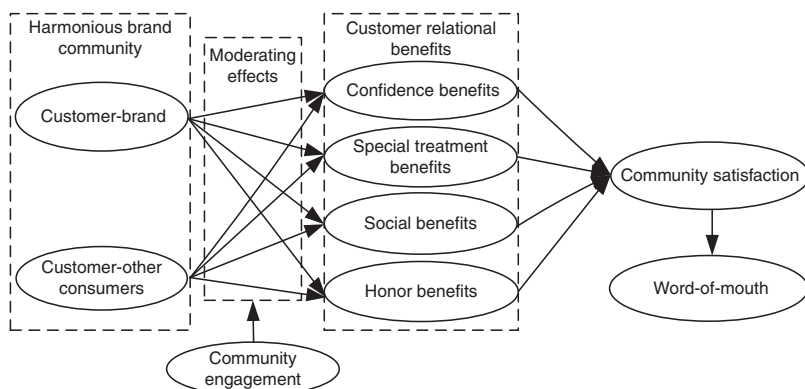 Harmonious brand
community
Customer-brand
Customer-other
consumers
Moderating
effects
Community
engagement
Customer relational
benefits
Confidence benefits
Special treatment
benefits
Social benefits
Honor benefits
Community satisfaction
Word-of-mouth